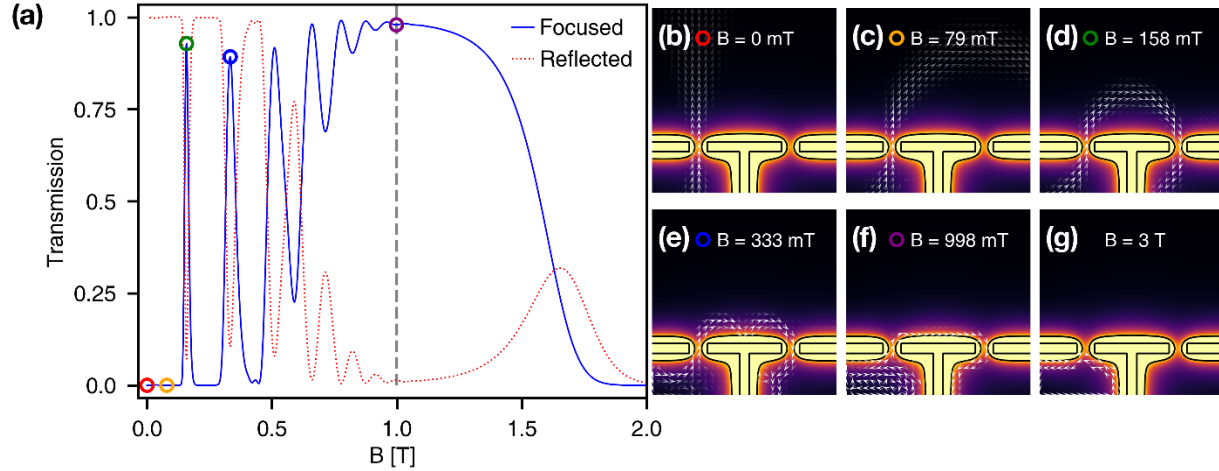 (a)
Transmission
1.0
0.75
0.5
0.25
0.0
Focused
Reflected
0.0
0.5
1.0
1.5
2.0
B [T]
(b) B = 0 mT
(c) B = 79 mT
(d) B = 158 mT
(e) B = 333 mT
(f) B = 998 mT
(g) B = 3 T